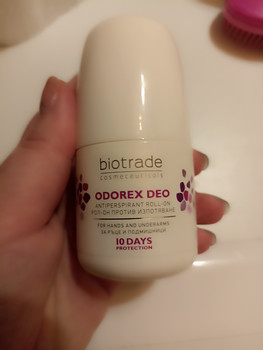 biotrade
cosmeceuticals
ODOREX DEO
ANTIPERSPIRANT ROLL-ON
РОЛ-ОН ПРОТИВ ИЗПОТЯВАНЕ
FOR HANDS AND UNDERARMS
ЗА РЪЦЕ И ПОДМИШНИЦИ
10 DAYS
PROTECTION